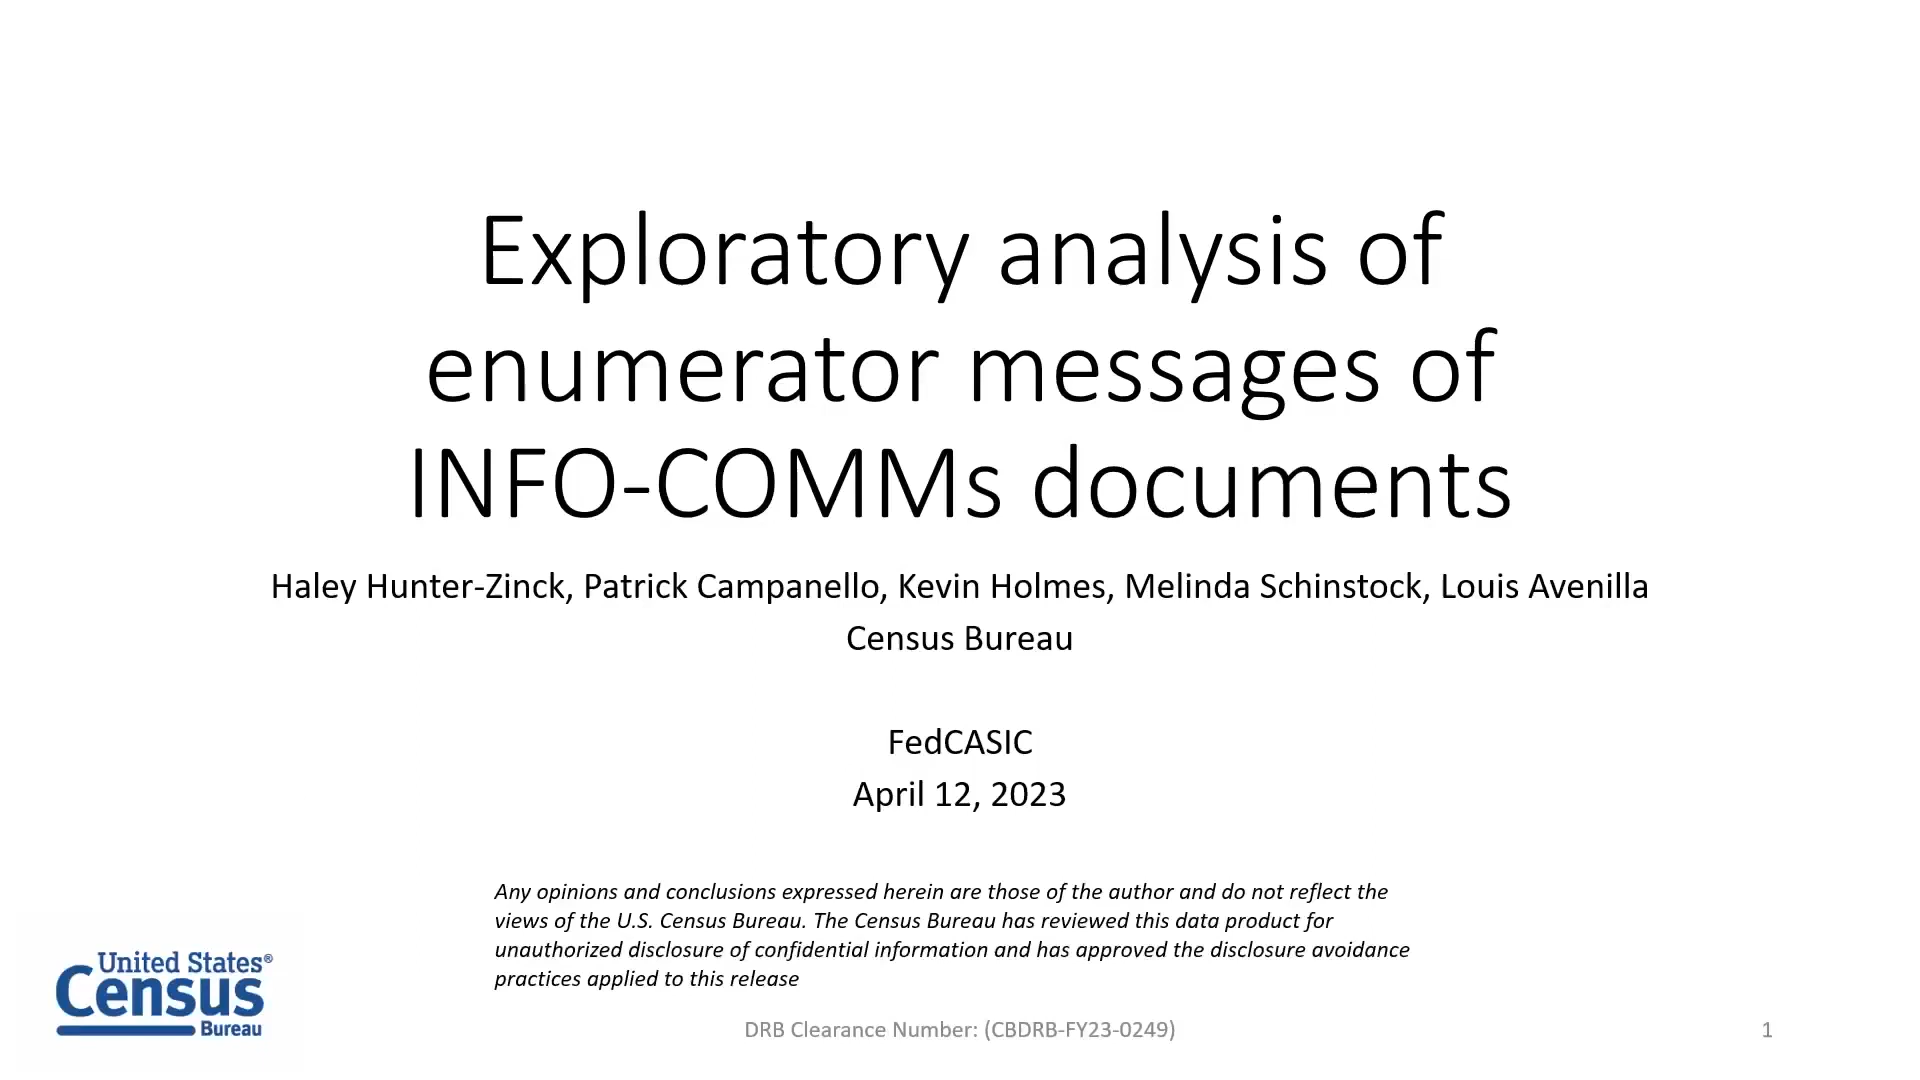 Exploratory analysis of
enumerator messages of
INFO-COMMs documents
Haley Hunter-Zinck, Patrick Campanello, Kevin Holmes, Melinda Schinstock, Louis Avenilla
Census Bureau
FedCASIC
April 12, 2023
Any opinions and conclusions expressed herein are those of the author and do not reflect the
views of the U.S. Census Bureau. The Census Bureau has reviewed this data product for
unauthorized disclosure of confidential information and has approved the disclosure avoidance
practices applied to this release
United States®
Census
Bureau
DRB Clearance Number: (CBDRB-FY23-0249)
1